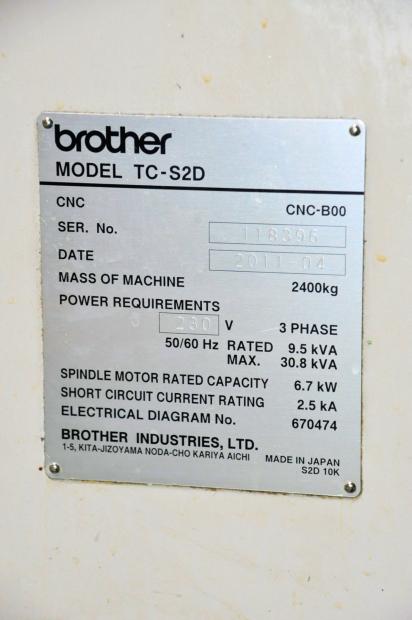 brother
MODEL TC-S2D
CNC CNC-B00
SER. No. 118396
DATE 2011-04
MASS OF MACHINE 2400kg
POWER REQUIREMENTS
230 V 3 PHASE
50/60 Hz RATED 9.5 kVA
MAX. 30.8 kVA
SPINDLE MOTOR RATED CAPACITY 6.7 kW
SHORT CIRCUIT CURRENT RATING 2.5 kA
ELECTRICAL DIAGRAM No. 670474
BROTHER INDUSTRIES, LTD.
1-5, KITA-JIZOYAMA NODA-CHO KARIYA AICHI MADE IN JAPAN
S2D 10K